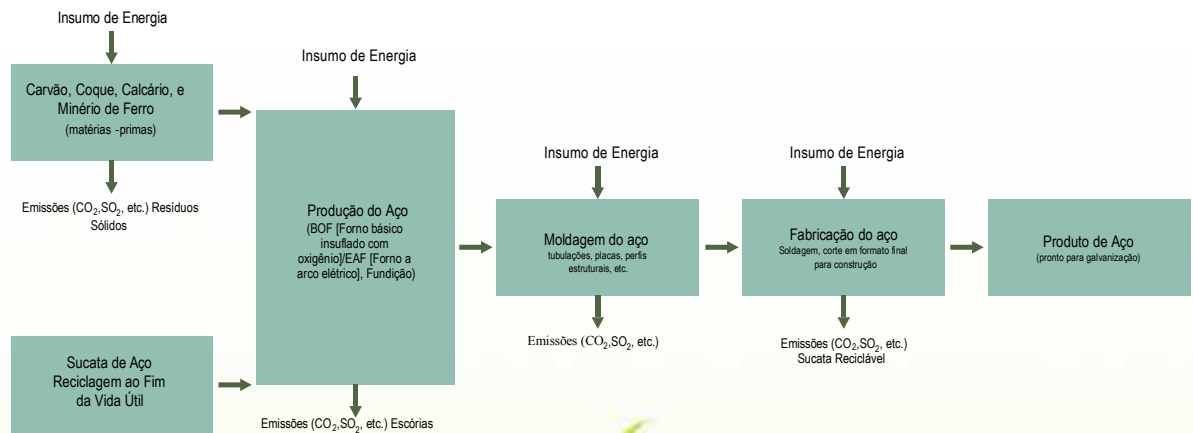 Insumo de Energia
Carvão, Coque, Calcário, e
Minério de Ferro
(matérias -primas)
Emissões (CO₂,SO₂, etc.) Resíduos
Sólidos
Sucata de Aço
Reciclagem ao Fim
da Vida Útil
Insumo de Energia
Produção do Aço
(BOF [Forno básico
insuflado com
oxigênio]/EAF [Forno a
arco elétrico], Fundição)
Emissões (CO₂,SO₂, etc.) Escórias
Insumo de Energia
Moldagem do aço
tubulações, placas, perfis
estruturais, etc.
Emissões (CO₂,SO₂, etc.)
Insumo de Energia
Fabricação do aço
Soldagem, corte em formato final
para construção
Emissões (CO₂,SO₂, etc.)
Sucata Reciclável
Produto de Aço
(pronto para galvanização)